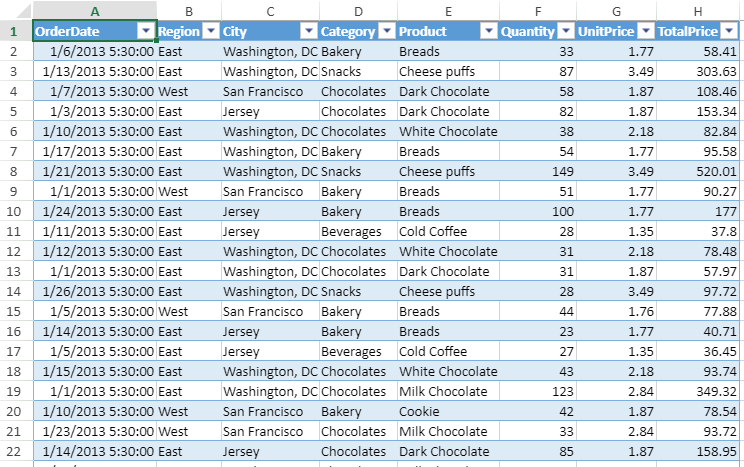 A B C D E F G H
1 OrderDate Region City Category Product Quantity UnitPrice TotalPrice
2 1/6/2013 5:30:00 East Washington, DC Bakery Breads 33 1.77 58.41
3 1/13/2013 5:30:00 East Washington, DC Snacks Cheese puffs 87 3.49 303.63
4 1/7/2013 5:30:00 West San Francisco Chocolates Dark Chocolate 58 1.87 108.46
5 1/3/2013 5:30:00 East Jersey Chocolates Dark Chocolate 82 1.87 153.34
6 1/10/2013 5:30:00 East Washington, DC Chocolates White Chocolate 38 2.18 82.84
7 1/17/2013 5:30:00 East Washington, DC Bakery Breads 54 1.77 95.58
8 1/21/2013 5:30:00 East Washington, DC Snacks Cheese puffs 149 3.49 520.01
9 1/1/2013 5:30:00 West San Francisco Bakery Breads 51 1.77 90.27
10 1/24/2013 5:30:00 East Jersey Bakery Breads 100 1.77 177
11 1/11/2013 5:30:00 East Jersey Beverages Cold Coffee 28 1.35 37.8
12 1/12/2013 5:30:00 East Washington, DC Chocolates White Chocolate 31 2.18 78.48
13 1/1/2013 5:30:00 East Washington, DC Chocolates Dark Chocolate 31 1.87 57.97
14 1/26/2013 5:30:00 East Washington, DC Snacks Cheese puffs 28 3.49 97.72
15 1/5/2013 5:30:00 West San Francisco Bakery Breads 44 1.76 77.88
16 1/14/2013 5:30:00 East Jersey Bakery Breads 23 1.77 40.71
17 1/5/2013 5:30:00 East Jersey Beverages Cold Coffee 27 1.35 36.45
18 1/15/2013 5:30:00 East Washington, DC Chocolates White Chocolate 43 2.18 93.74
19 1/1/2013 5:30:00 East Washington, DC Chocolates Milk Chocolate 123 2.84 349.32
20 1/10/2013 5:30:00 West San Francisco Bakery Cookie 42 1.87 78.54
21 1/23/2013 5:30:00 West San Francisco Chocolates Milk Chocolate 33 2.84 93.72
22 1/14/2013 5:30:00 East Jersey Chocolates Dark Chocolate 85 1.87 158.95